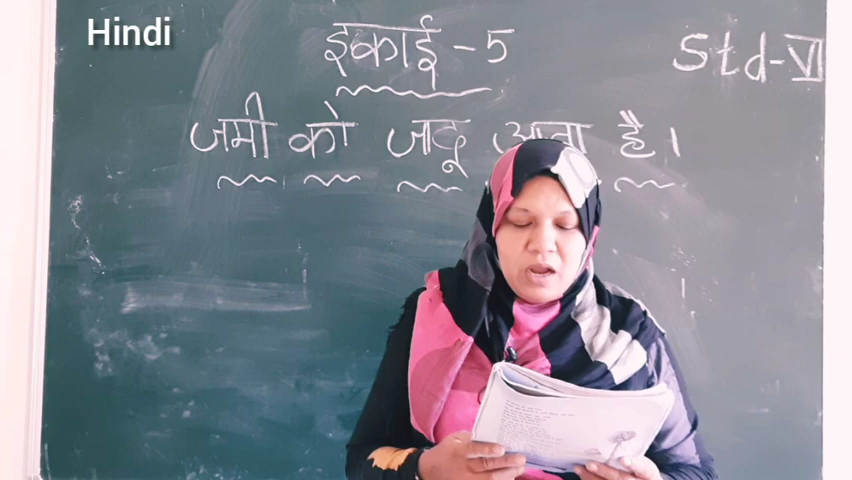 Hindi
इकाई - 5
Std-VI
जमी को जादू आता है।